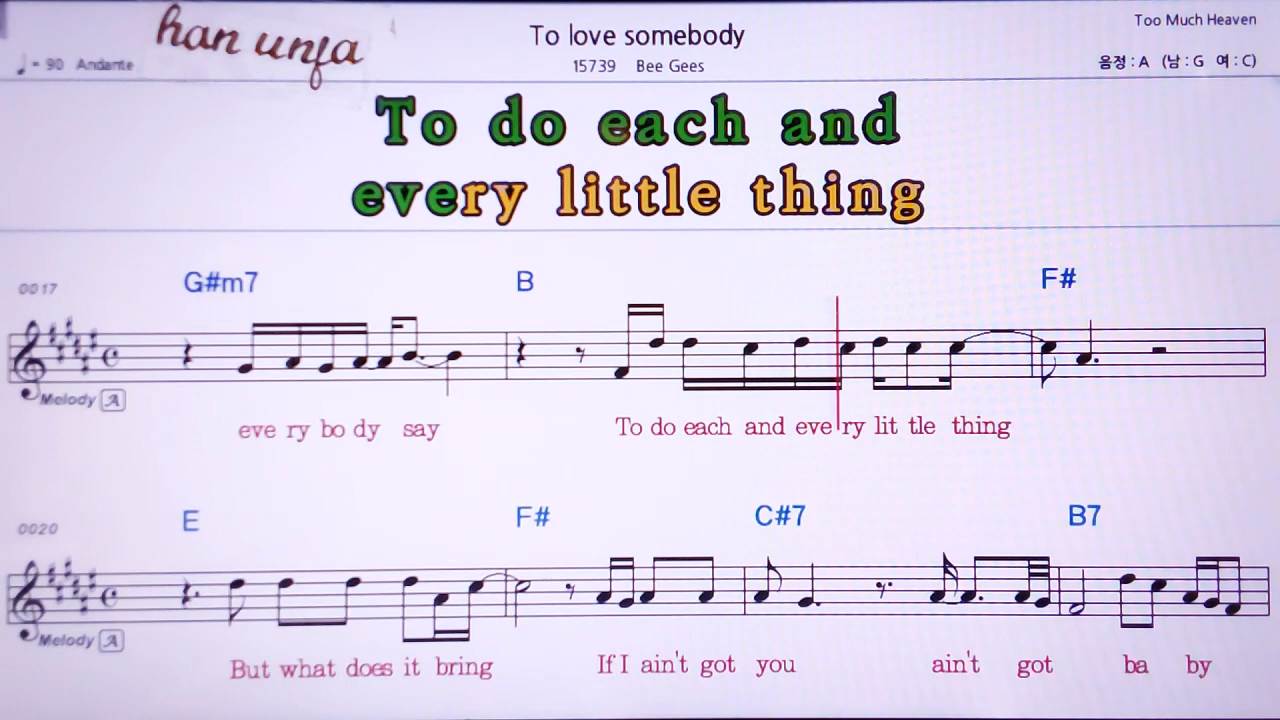 han unfa
To love somebody
Too Much Heaven
♩ = 90 Andante
15739 Bee Gees
음정 : A (남 : G 여 : C)
To do each and
every little thing
G#m7 B F#
0017
Melody A
eve ry bo dy say To do each and eve ry lit tle thing
E F# C#7 B7
0020
Melody A
But what does it bring If I ain't got you ain't got ba by